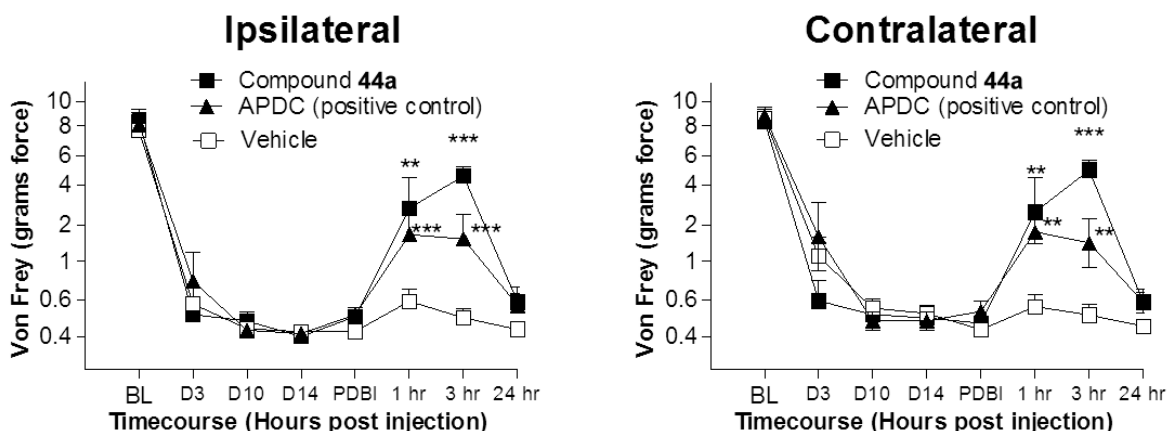 Ipsilateral
Compound 44a
APDC (positive control)
Vehicle
Von Frey (grams force)
10
8
6
4
2
1
0.6
0.4
**
***
***
***
BL D3 D10 D14 PDBI 1 hr 3 hr 24 hr
Timecourse (Hours post injection)
Contralateral
Compound 44a
APDC (positive control)
Vehicle
Von Frey (grams force)
10
8
6
4
2
1
0.6
0.4
***
**
**
**
BL D3 D10 D14 PDBI 1 hr 3 hr 24 hr
Timecourse (Hours post injection)